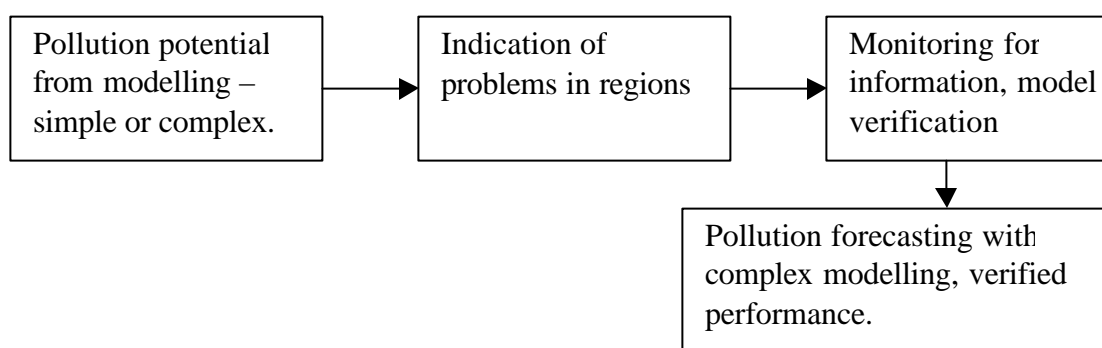 Pollution potential
from modelling –
simple or complex.
Indication of
problems in regions
Monitoring for
information, model
verification
Pollution forecasting with
complex modelling, verified
performance.